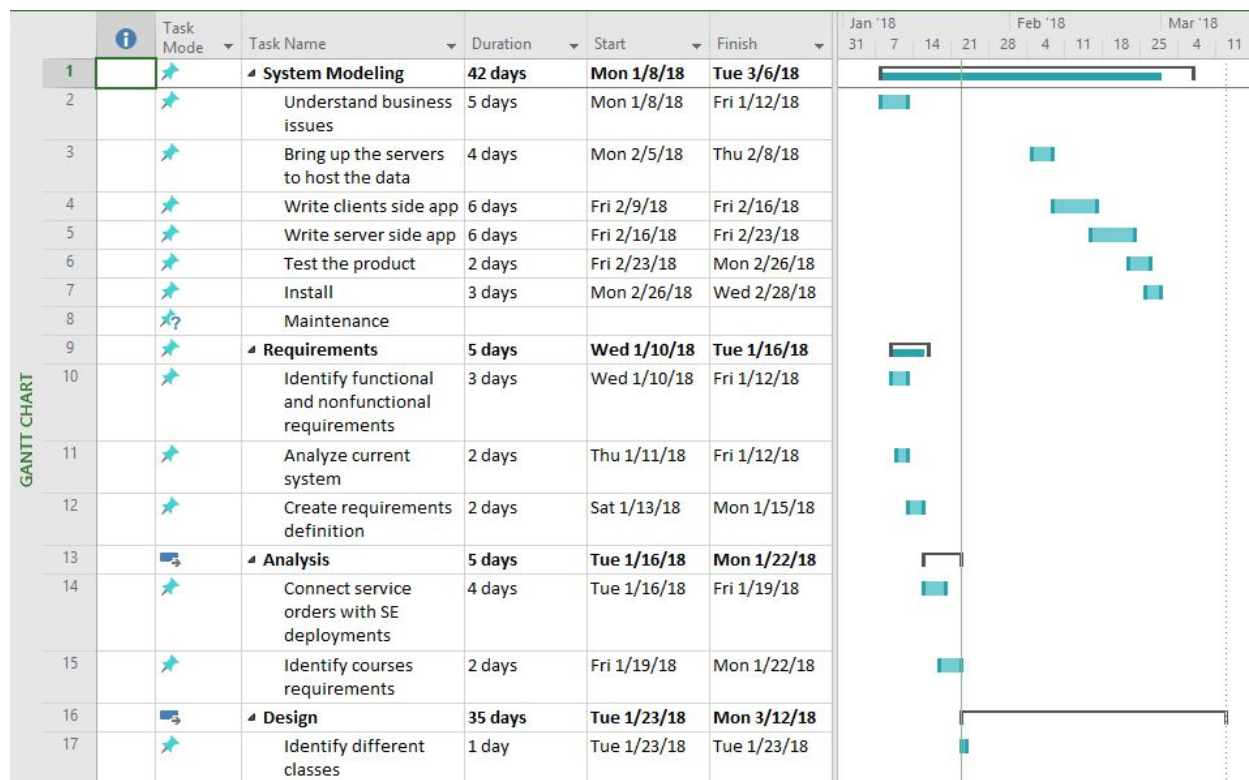 Jan '18 Feb '18 Mar '18
Task Mode Task Name Duration Start Finish 31 7 14 21 28 4 11 18 25 4 11
1 System Modeling 42 days Mon 1/8/18 Tue 3/6/18
2 Understand business 5 days Mon 1/8/18 Fri 1/12/18
issues
3 Bring up the servers 4 days Mon 2/5/18 Thu 2/8/18
to host the data
4 Write clients side app 6 days Fri 2/9/18 Fri 2/16/18
5 Write server side app 6 days Fri 2/16/18 Fri 2/23/18
6 Test the product 2 days Fri 2/23/18 Mon 2/26/18
7 Install 3 days Mon 2/26/18 Wed 2/28/18
8 ? Maintenance
9 Requirements 5 days Wed 1/10/18 Tue 1/16/18
10 Identify functional 3 days Wed 1/10/18 Fri 1/12/18
and nonfunctional
requirements
11 Analyze current 2 days Thu 1/11/18 Fri 1/12/18
system
12 Create requirements 2 days Sat 1/13/18 Mon 1/15/18
definition
13 Analysis 5 days Tue 1/16/18 Mon 1/22/18
14 Connect service 4 days Tue 1/16/18 Fri 1/19/18
orders with SE
deployments
15 Identify courses 2 days Fri 1/19/18 Mon 1/22/18
requirements
16 Design 35 days Tue 1/23/18 Mon 3/12/18
17 Identify different 1 day Tue 1/23/18 Tue 1/23/18
classes
GANTT CHART